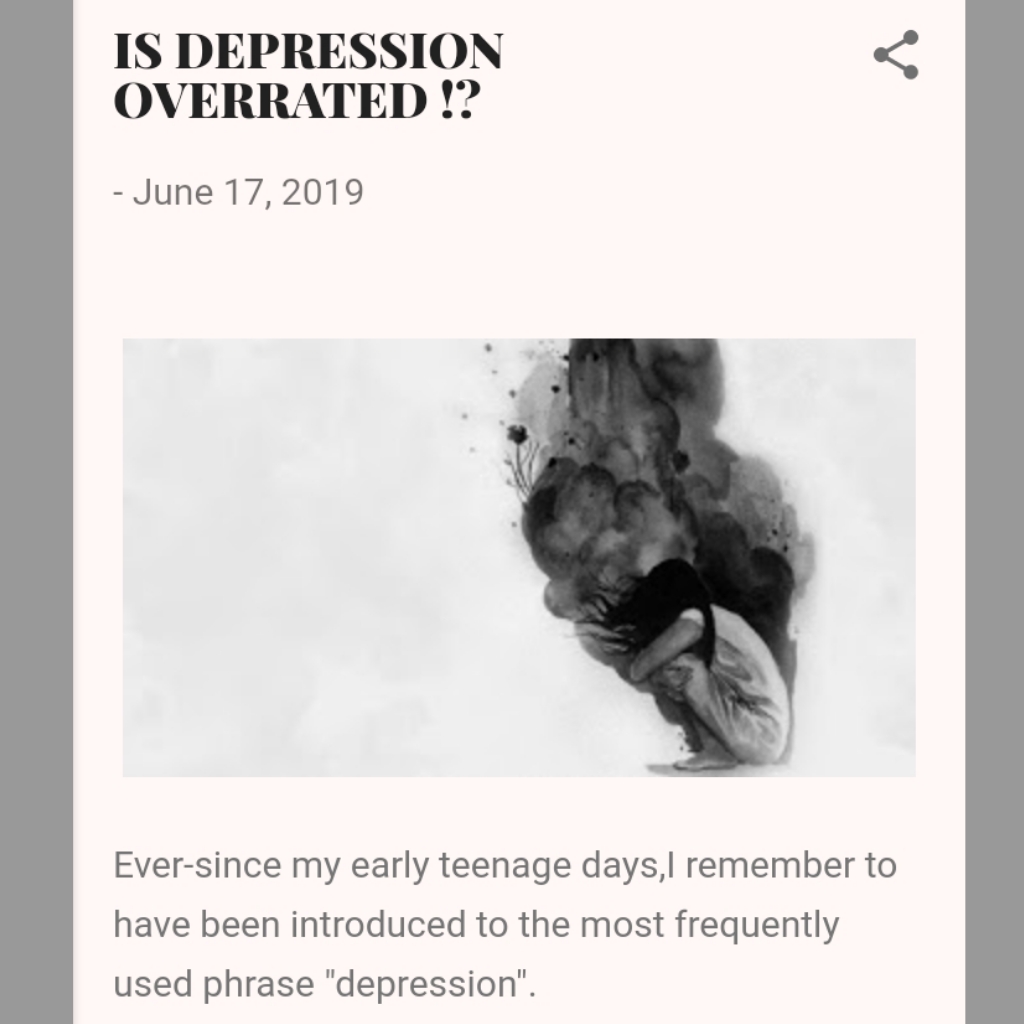 IS DEPRESSION
OVERRATED !?
- June 17, 2019
Ever-since my early teenage days,I remember to
have been introduced to the most frequently
used phrase "depression".